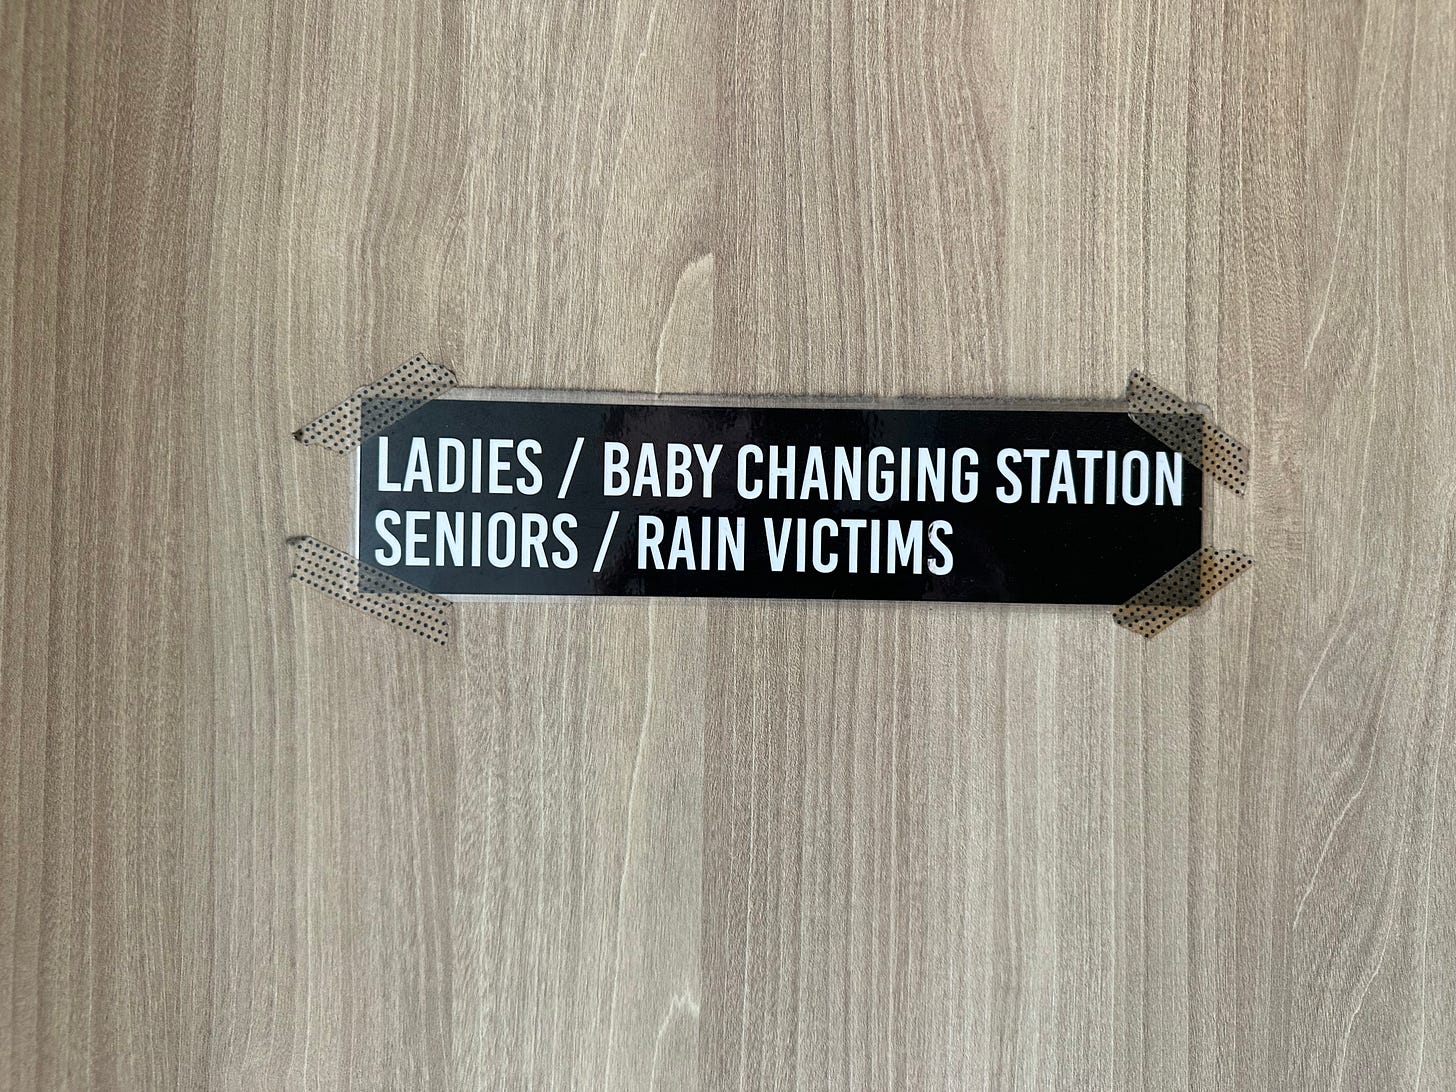 LADIES / BABY CHANGING STATION
SENIORS / RAIN VICTIMS